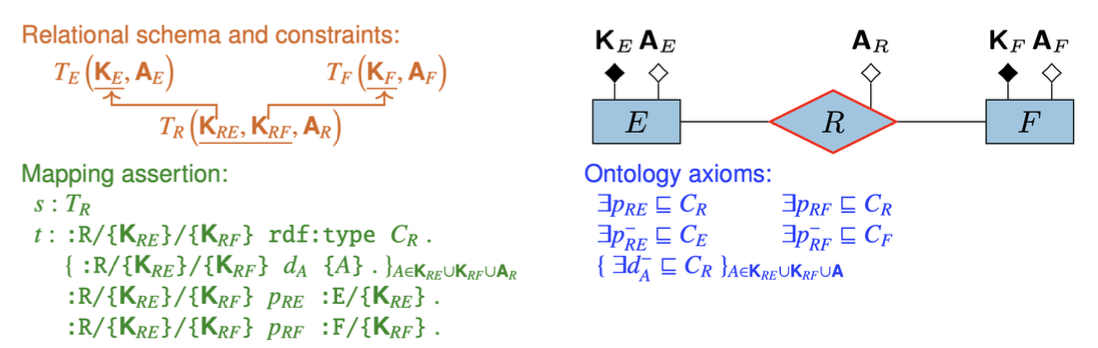 Relational schema and constraints:
T_E(K_E, A_E) T_F(K_F, A_F)
T_R(K_RE, K_RF, A_R)
Mapping assertion:
s : T_R
t : :R/{K_RE}/{K_RF} rdf:type C_R .
{ :R/{K_RE}/{K_RF} d_A {A} . }_A∈K_RE∪K_RF∪A_R
:R/{K_RE}/{K_RF} p_RE :E/{K_RE} .
:R/{K_RE}/{K_RF} p_RF :F/{K_RF} .
K_E A_E A_R K_F A_F
E R F
Ontology axioms:
∃p_RE ⊑ C_R ∃p_RF ⊑ C_R
∃p_RE^- ⊑ C_E ∃p_RF^- ⊑ C_F
{ ∃d_A^- ⊑ C_R }_A∈K_RE∪K_RF∪A